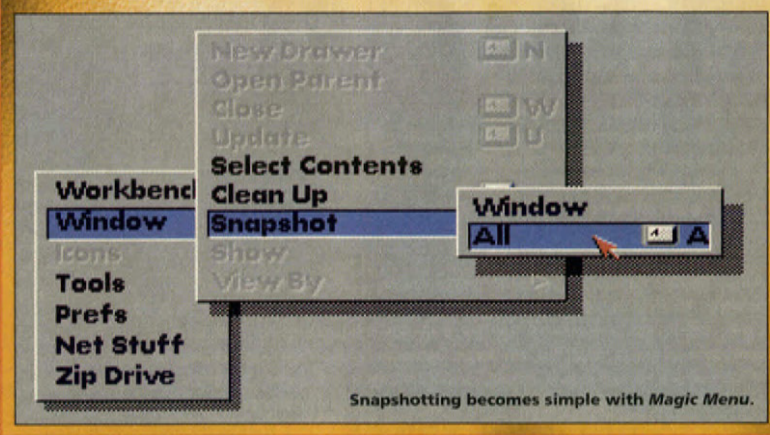 New Drawer N
Open Parent
Close W
Update U
Select Contents
Clean Up
Snapshot
Show
View By
Workbench
Window
Icons
Tools
Prefs
Net Stuff
Zip Drive
Window
All A
Snapshotting becomes simple with Magic Menu.